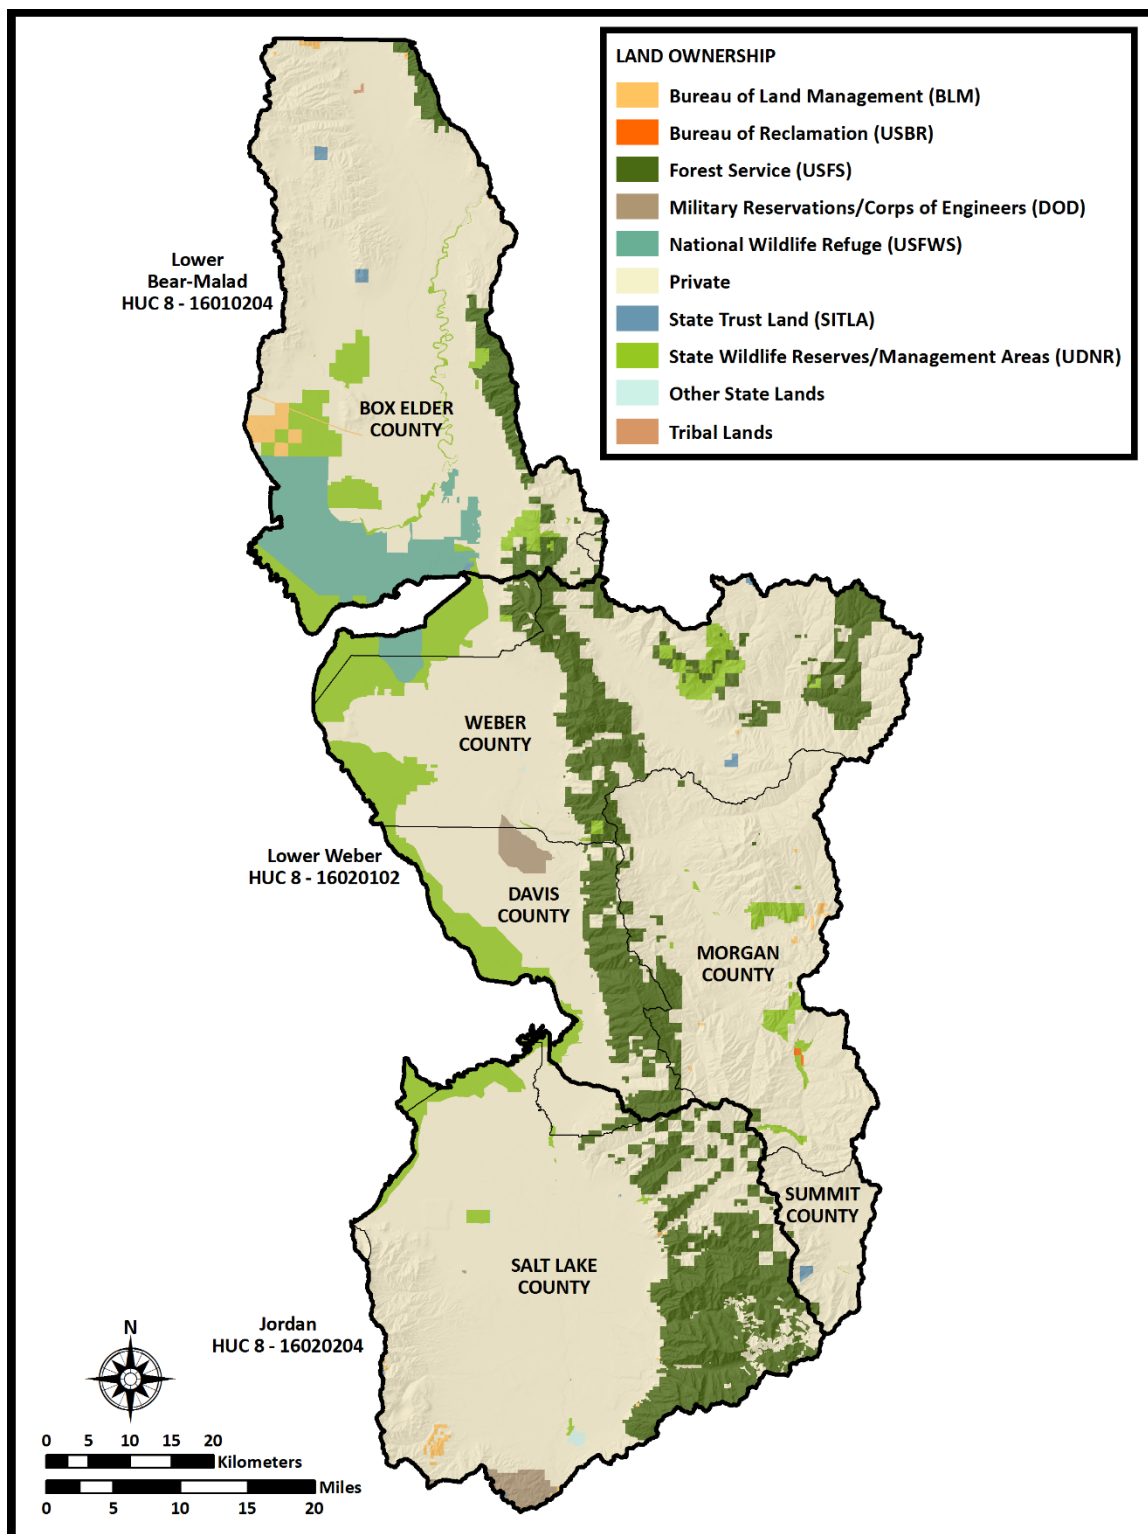 LAND OWNERSHIP
Bureau of Land Management (BLM)
Bureau of Reclamation (USBR)
Forest Service (USFS)
Military Reservations/Corps of Engineers (DOD)
National Wildlife Refuge (USFWS)
Private
State Trust Land (SITLA)
State Wildlife Reserves/Management Areas (UDNR)
Other State Lands
Tribal Lands
Lower
Bear-Malad
HUC 8 - 16010204
BOX ELDER
COUNTY
WEBER
COUNTY
Lower Weber
HUC 8 - 16020102
DAVIS
COUNTY
MORGAN
COUNTY
SUMMIT
COUNTY
SALT LAKE
COUNTY
Jordan
HUC 8 - 16020204
N
0 5 10 15 20
Kilometers
Miles
0 5 10 15 20